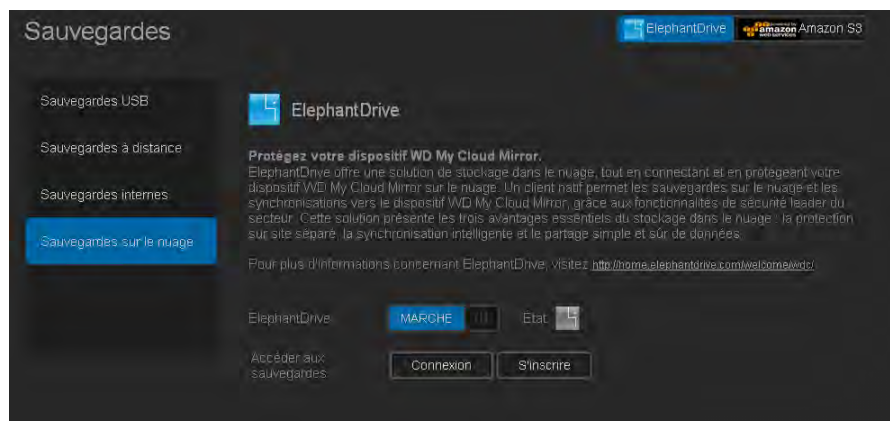 Sauvegardes
ElephantDrive
powered by amazon web services Amazon S3
Sauvegardes USB
Sauvegardes à distance
Sauvegardes internes
Sauvegardes sur le nuage
ElephantDrive
Protégez votre dispositif WD My Cloud Mirror.
ElephantDrive offre une solution de stockage dans le nuage, tout en connectant et en protégeant votre
dispositif WD My Cloud Mirror sur le nuage. Un client natif permet les sauvegardes sur le nuage et les
synchronisations vers le dispositif WD My Cloud Mirror, grâce aux fonctionnalités de sécurité leader du
secteur. Cette solution présente les trois avantages essentiels du stockage dans le nuage : la protection
sur site séparé, la synchronisation intelligente et le partage simple et sûr de données.
Pour plus d'informations concernant ElephantDrive, visitez http://home.elephantdrive.com/welcome/wdc/.
ElephantDrive
MARCHE
État
Accéder aux
sauvegardes
Connexion
S'inscrire